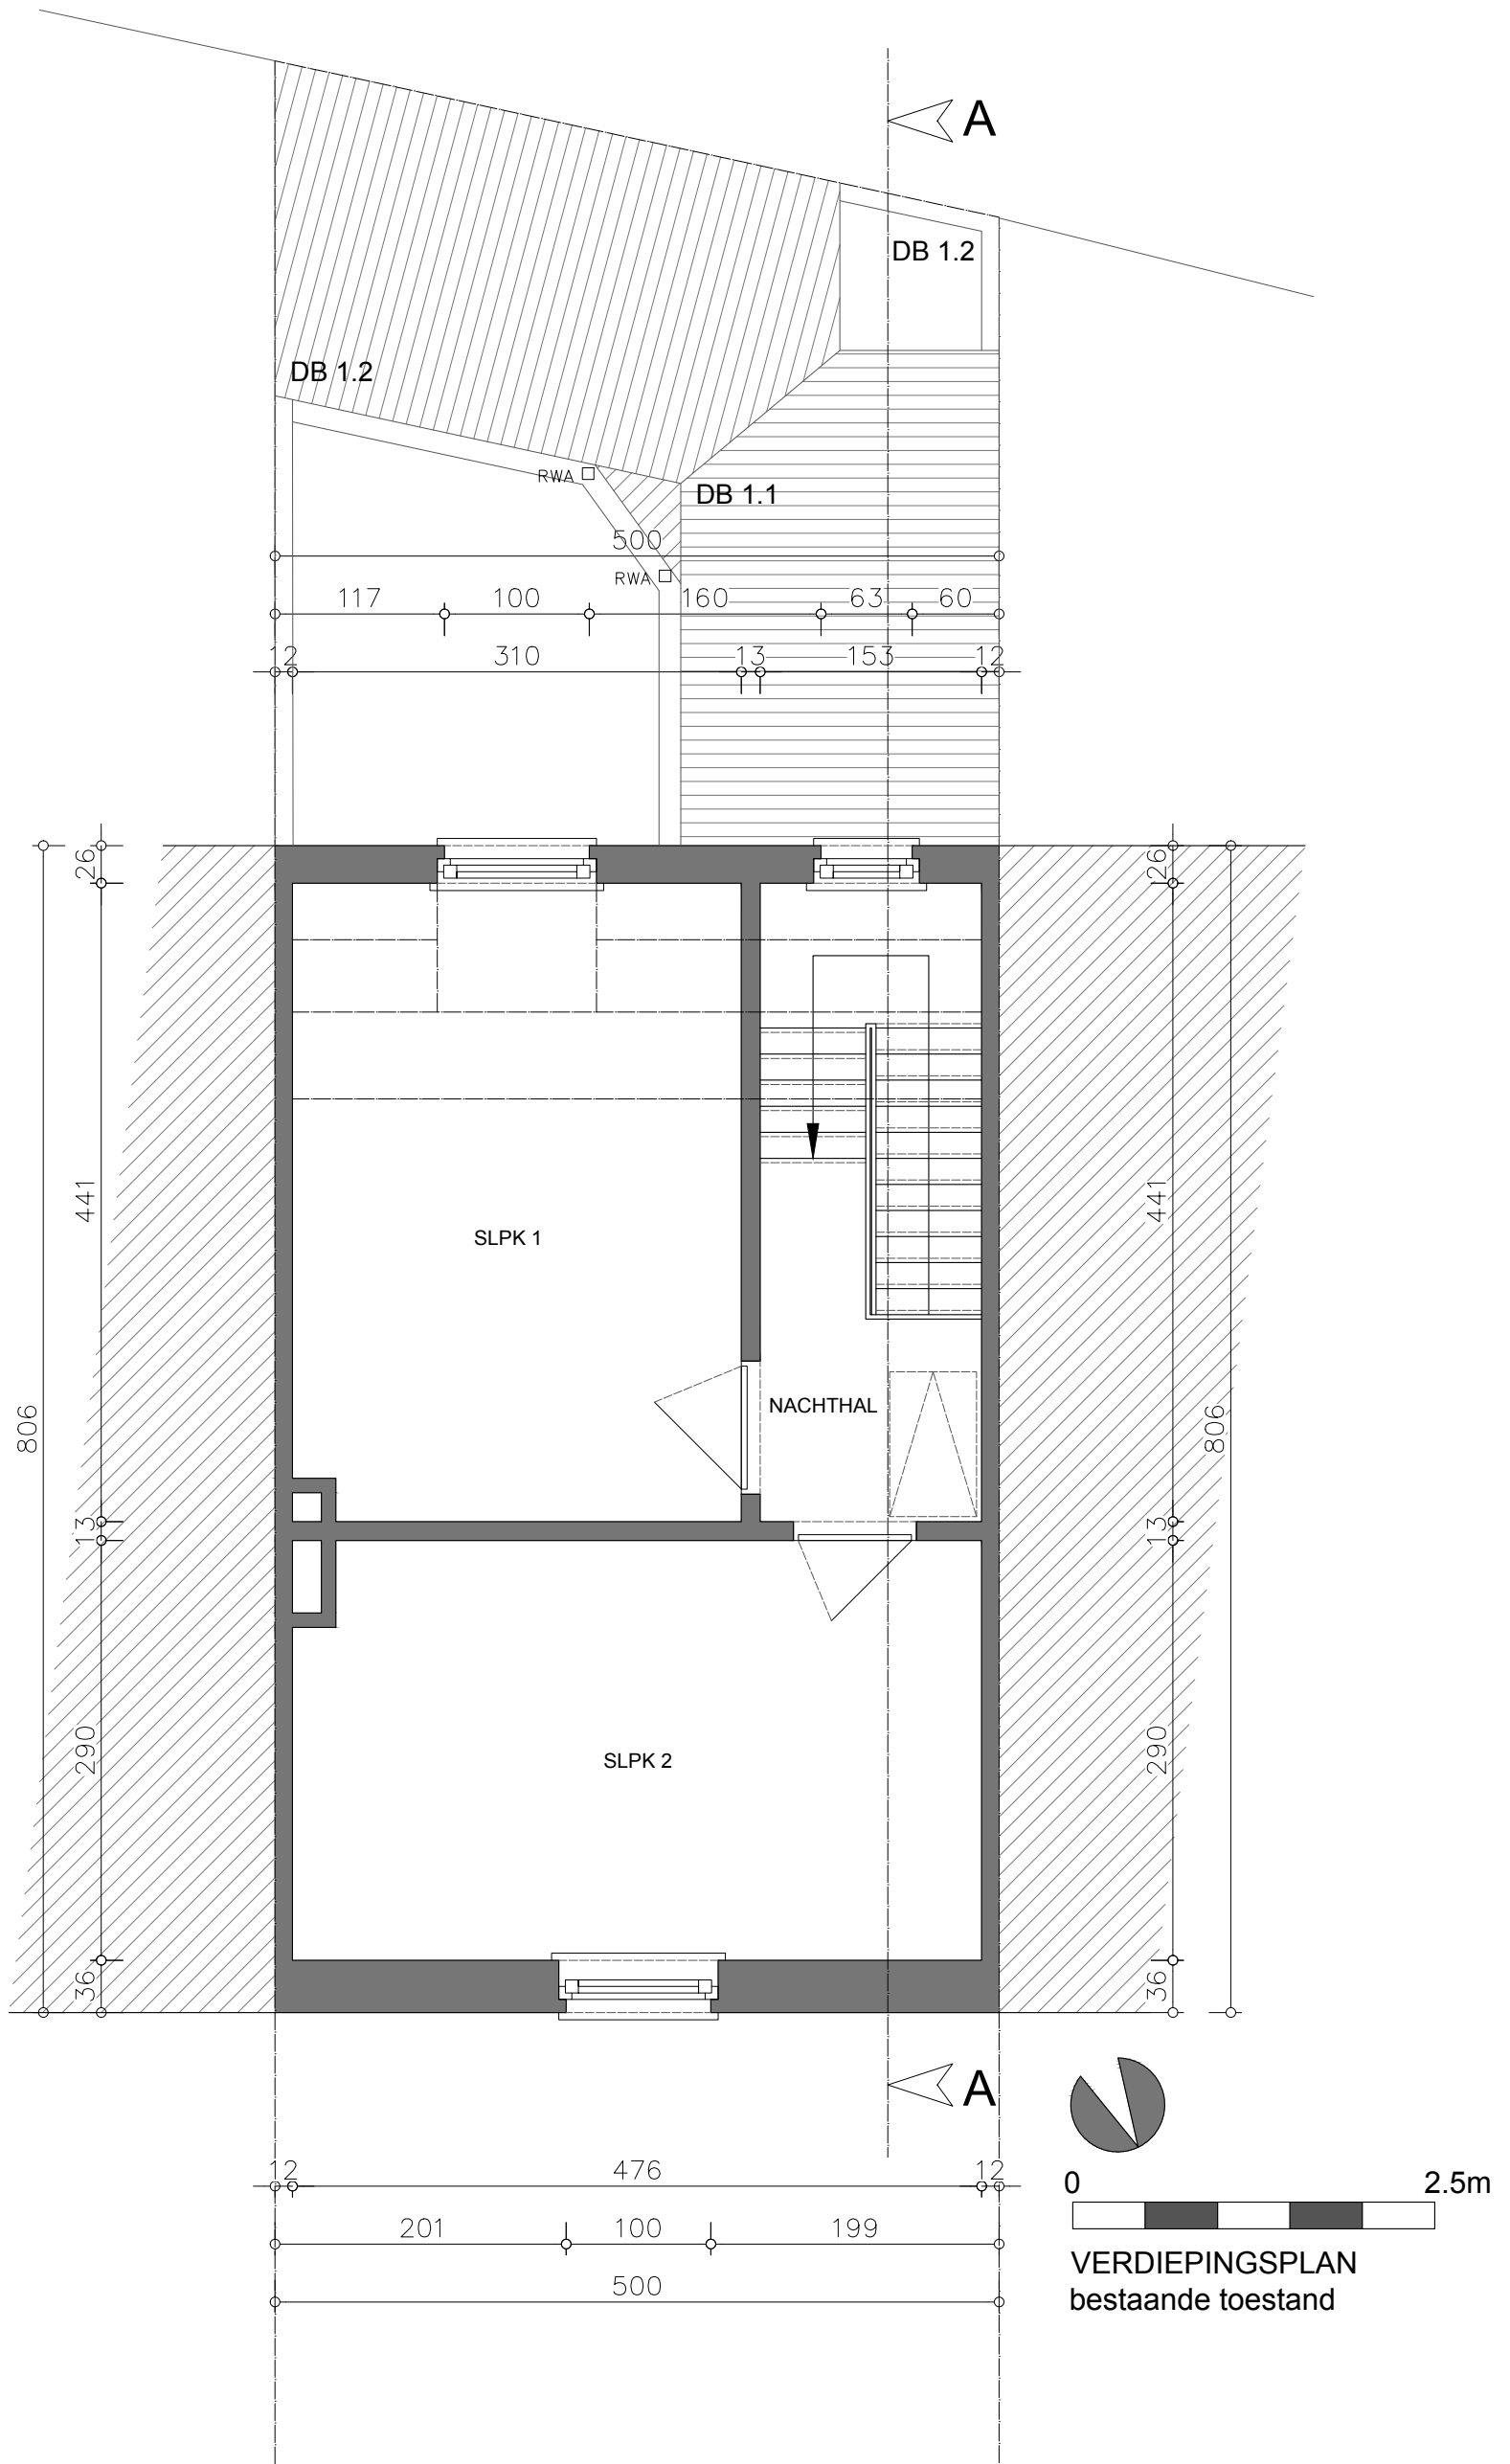 A
DB 1.2
DB 1.2
RWA
DB 1.1
500
RWA
117 100 160 63 60
12 310 13 153 12
26 26
441 441
SLPK 1
NACHTHAL
806 806
13 13
290 290
SLPK 2
36 36
A
12 476 12
0 2.5m
201 100 199
VERDIEPINGSPLAN
500
bestaande toestand